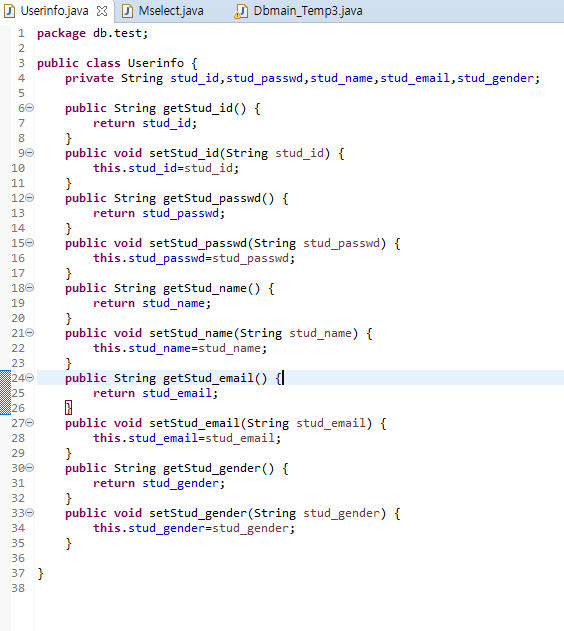 Userinfo.java Mselect.java Dbmain_Temp3.java
1 package db.test;
2
3 public class Userinfo {
4     private String stud_id,stud_passwd,stud_name,stud_email,stud_gender;
5
6     public String getStud_id() {
7         return stud_id;
8     }
9     public void setStud_id(String stud_id) {
10         this.stud_id=stud_id;
11     }
12     public String getStud_passwd() {
13         return stud_passwd;
14     }
15     public void setStud_passwd(String stud_passwd) {
16         this.stud_passwd=stud_passwd;
17     }
18     public String getStud_name() {
19         return stud_name;
20     }
21     public void setStud_name(String stud_name) {
22         this.stud_name=stud_name;
23     }
24     public String getStud_email() {
25         return stud_email;
26     }
27     public void setStud_email(String stud_email) {
28         this.stud_email=stud_email;
29     }
30     public String getStud_gender() {
31         return stud_gender;
32     }
33     public void setStud_gender(String stud_gender) {
34         this.stud_gender=stud_gender;
35     }
36
37 }
38